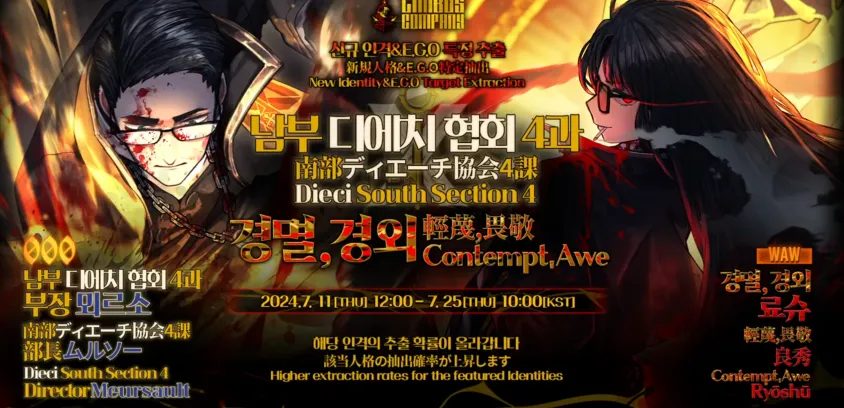 LIMBUS
COMPANY
신규 인격&E.G.O 특정 추출
新規人格&E.G.O特定抽出
New Identity&E.G.O Target Extraction
남부 디에치 협회 4과
南部ディエーチ協会4課
Dieci South Section 4
경멸,경외 輕蔑,畏敬
Contempt,Awe
2024.7. 11[THU] 12:00 - 7. 25[THU] 10:00[KST]
해당 인격의 추출 확률이 올라갑니다
該当人格の抽出確率が上昇します
Higher extraction rates for the featured Identities
000
남부 디에치 협회 4과
부장 뫼르소
南部ディエーチ協会4課
部長ムルソー
Dieci South Section 4
Director Meursault
WAW
경멸, 경외
료슈
輕蔑,畏敬
良秀
Contempt,Awe
Ryōshū